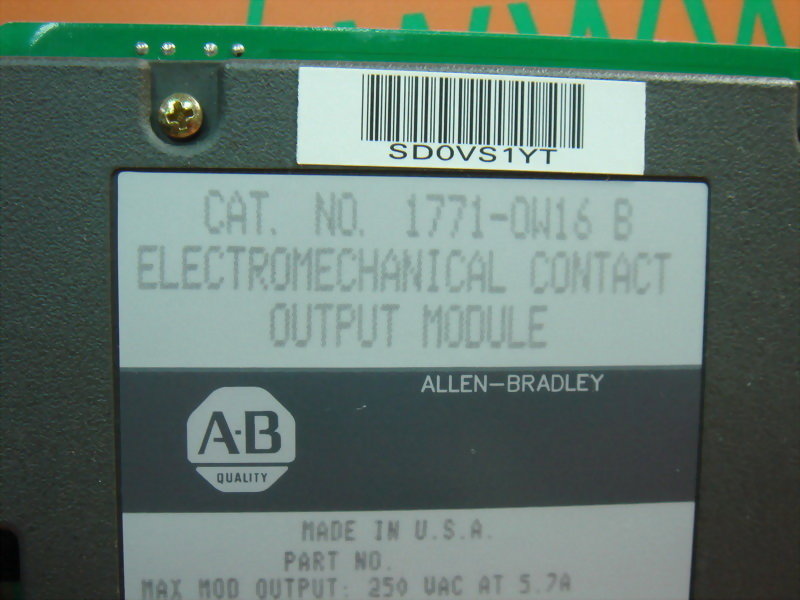 SD0VS1YT
CAT. NO. 1771-OW16 B
ELECTROMECHANICAL CONTACT
OUTPUT MODULE
ALLEN-BRADLEY
A-B
QUALITY
MADE IN U.S.A.
PART NO.
MAX MOD OUTPUT: 250 VAC AT 5.7A